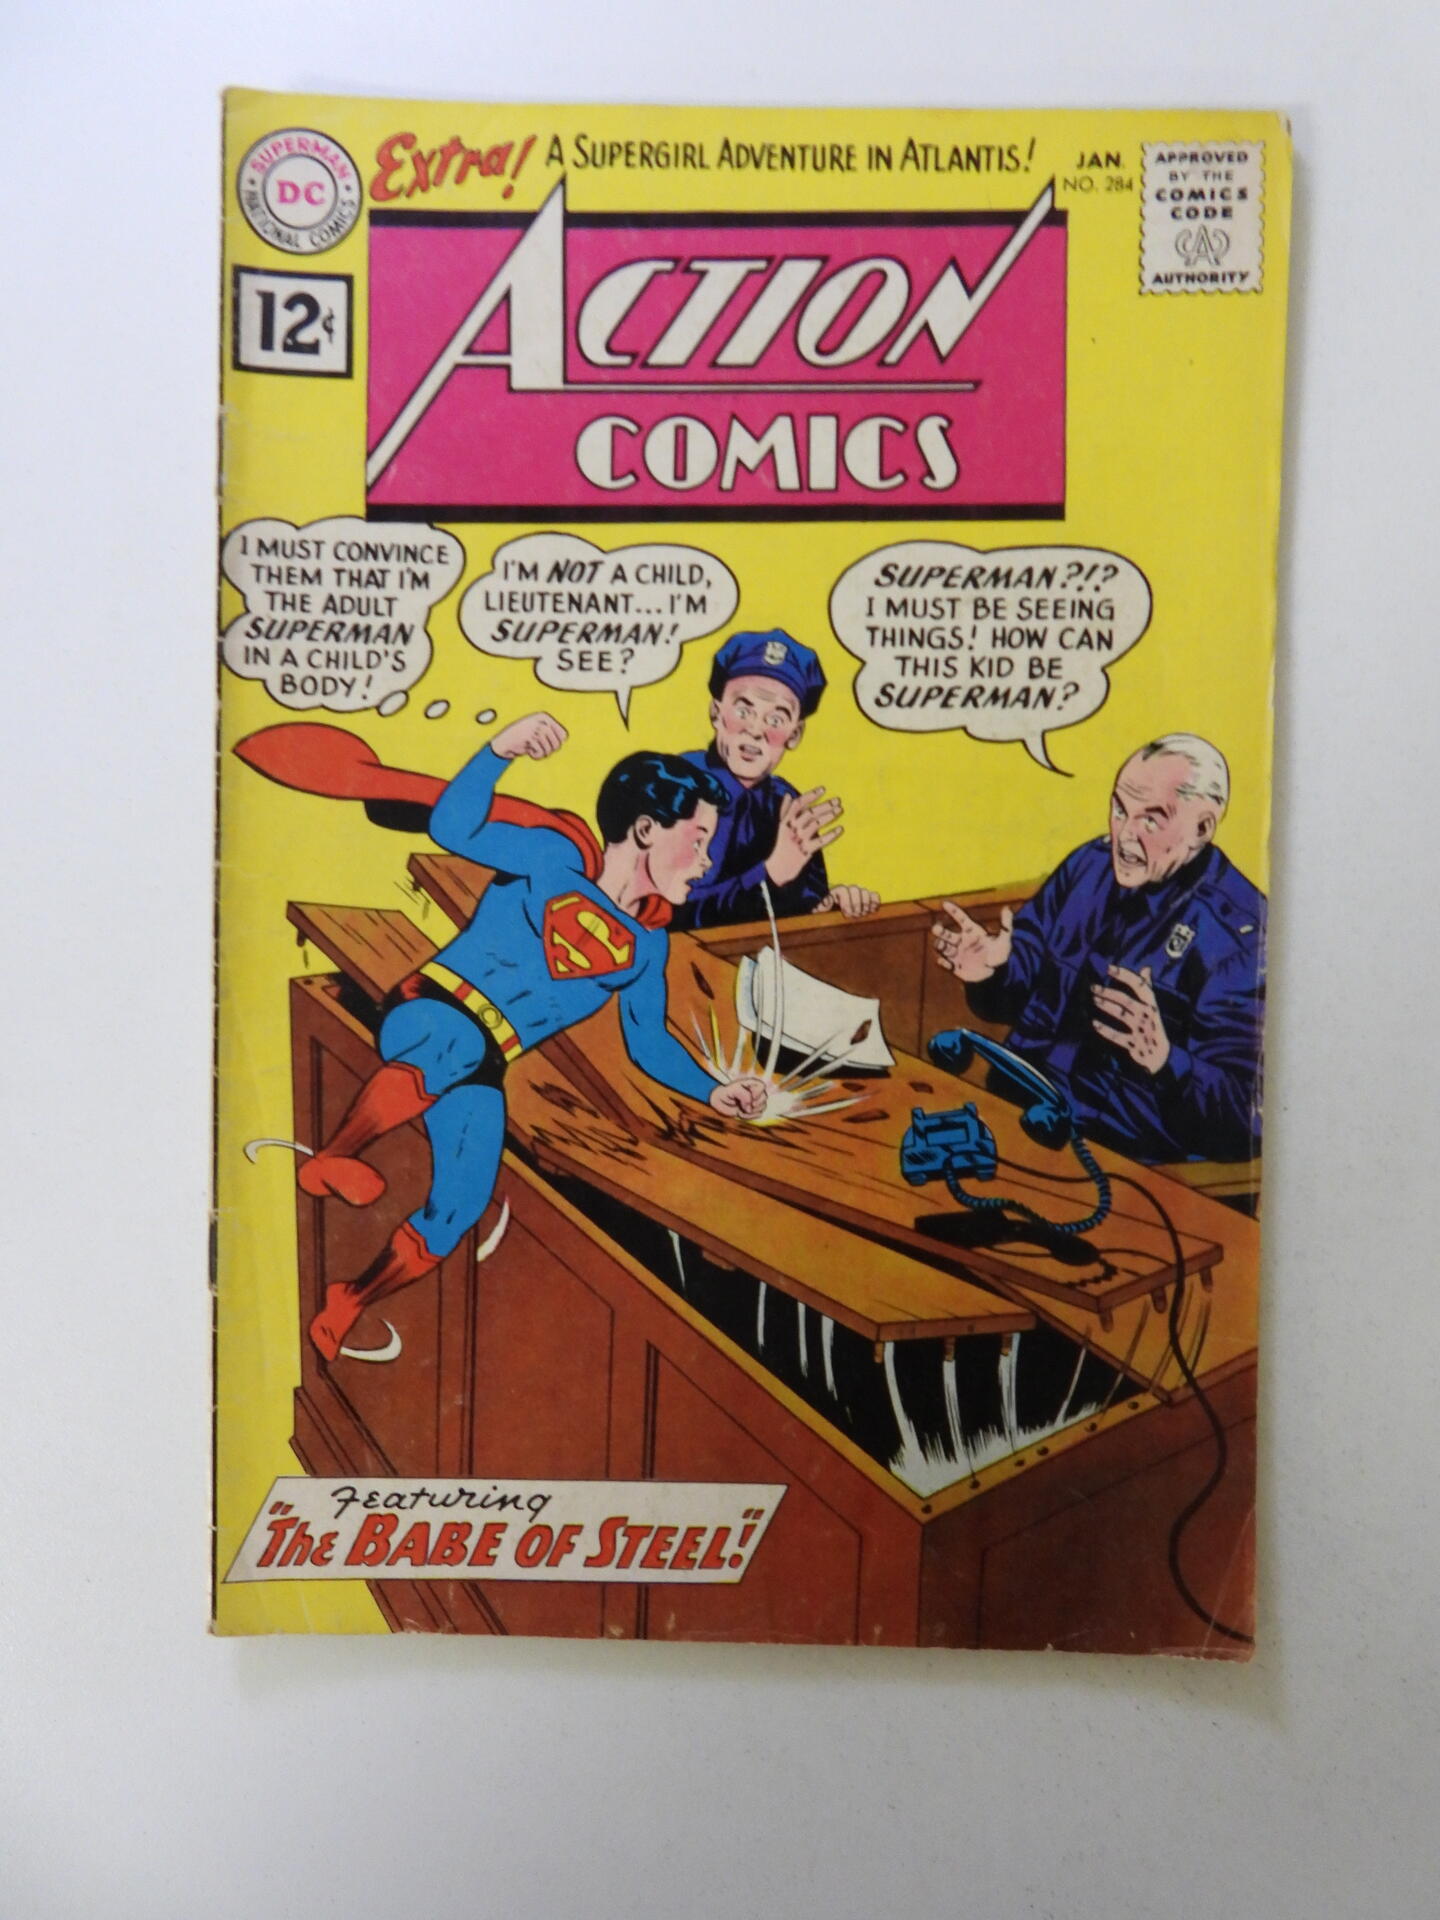 SUPERMAN
DC
NATIONAL COMICS
Extra! A SUPERGIRL ADVENTURE IN ATLANTIS!
JAN.
NO. 284
APPROVED
BY THE
COMICS
CODE
CA
AUTHORITY
12¢
ACTION
COMICS
I MUST CONVINCE
THEM THAT I'M
THE ADULT
SUPERMAN
IN A CHILD'S
BODY!
I'M NOT A CHILD,
LIEUTENANT... I'M
SUPERMAN!
SEE?
SUPERMAN?!?
I MUST BE SEEING
THINGS! HOW CAN
THIS KID BE
SUPERMAN?
S
Featuring
"The BABE OF STEEL!"